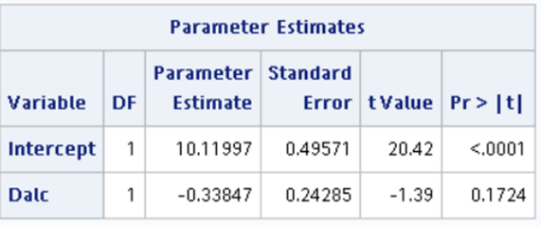 Parameter Estimates
Variable DF Parameter Estimate Standard Error t Value Pr > |t|
Intercept 1 10.11997 0.49571 20.42 <.0001
Dalc 1 -0.33847 0.24285 -1.39 0.1724